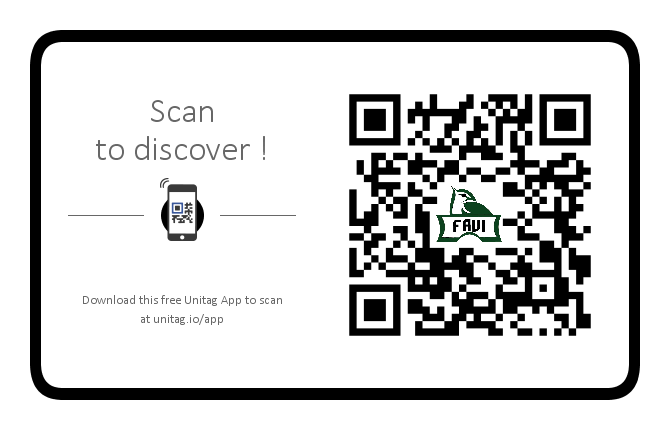 Scan
to discover !
Download this free Unitag App to scan
at unitag.io/app
FAVI